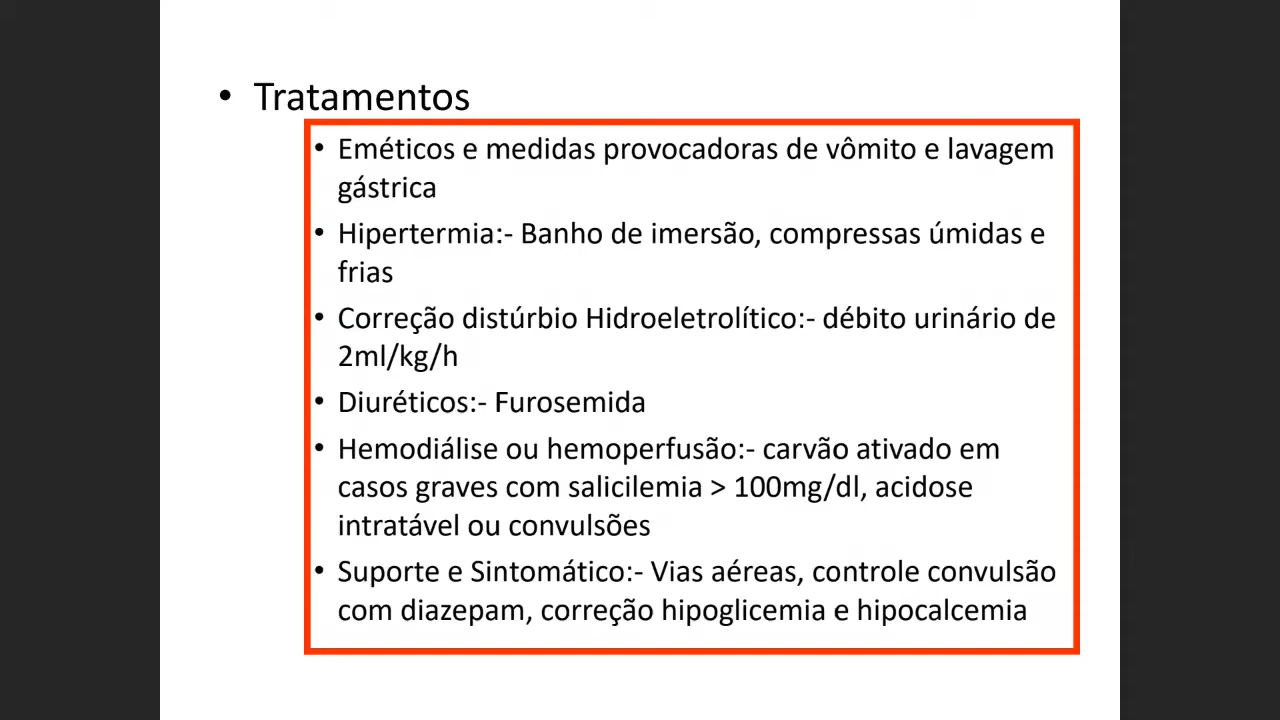 • Tratamentos
• Eméticos e medidas provocadoras de vômito e lavagem
gástrica
• Hipertermia:- Banho de imersão, compressas úmidas e
frias
• Correção distúrbio Hidroeletrolítico:- débito urinário de
2ml/kg/h
• Diuréticos:- Furosemida
• Hemodiálise ou hemoperfusão:- carvão ativado em
casos graves com salicilemia > 100mg/dl, acidose
intratável ou convulsões
• Suporte e Sintomático:- Vias aéreas, controle convulsão
com diazepam, correção hipoglicemia e hipocalcemia